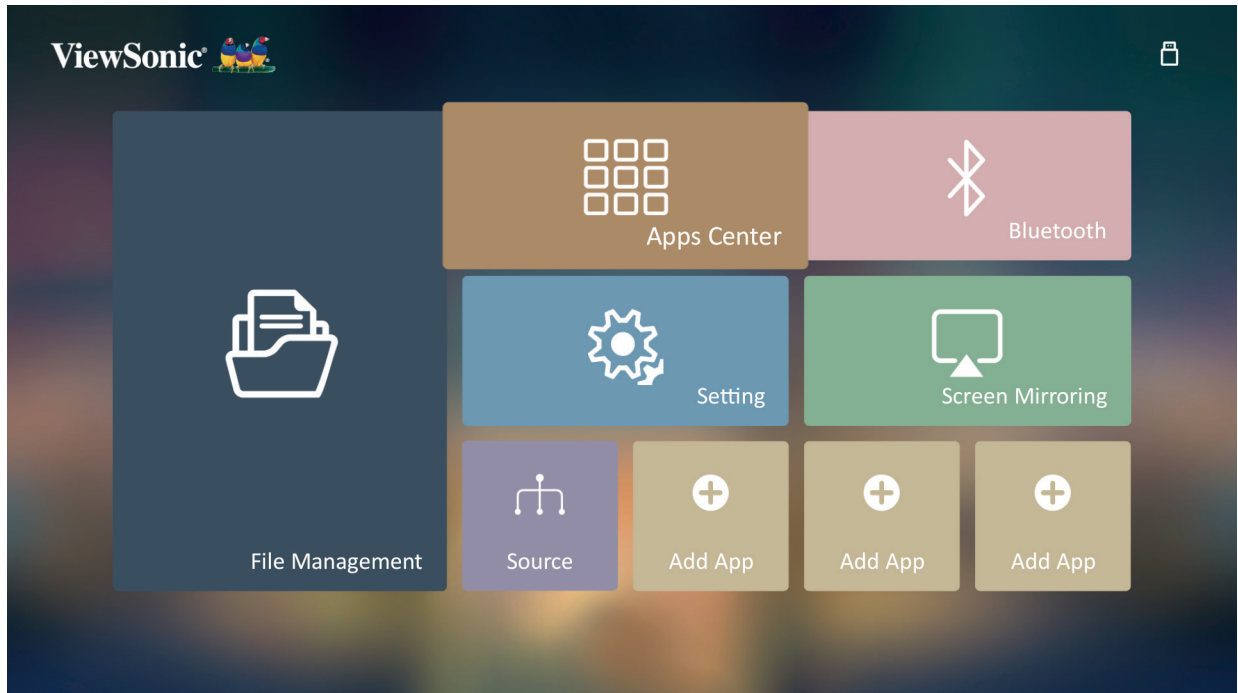 ViewSonic®
Apps Center
Bluetooth
Setting
Screen Mirroring
File Management
Source
Add App
Add App
Add App